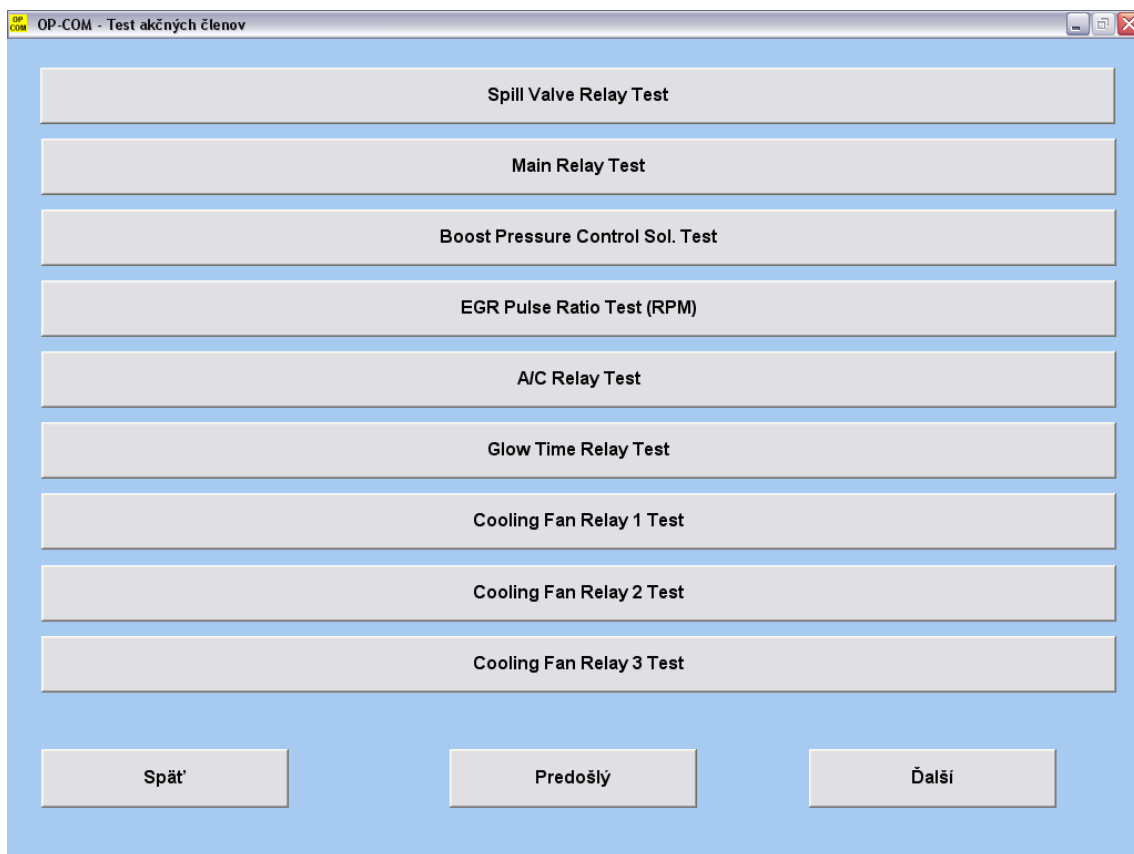 OP COM OP-COM - Test akčných členov
Spill Valve Relay Test
Main Relay Test
Boost Pressure Control Sol. Test
EGR Pulse Ratio Test (RPM)
A/C Relay Test
Glow Time Relay Test
Cooling Fan Relay 1 Test
Cooling Fan Relay 2 Test
Cooling Fan Relay 3 Test
Späť Predošlý Ďalší